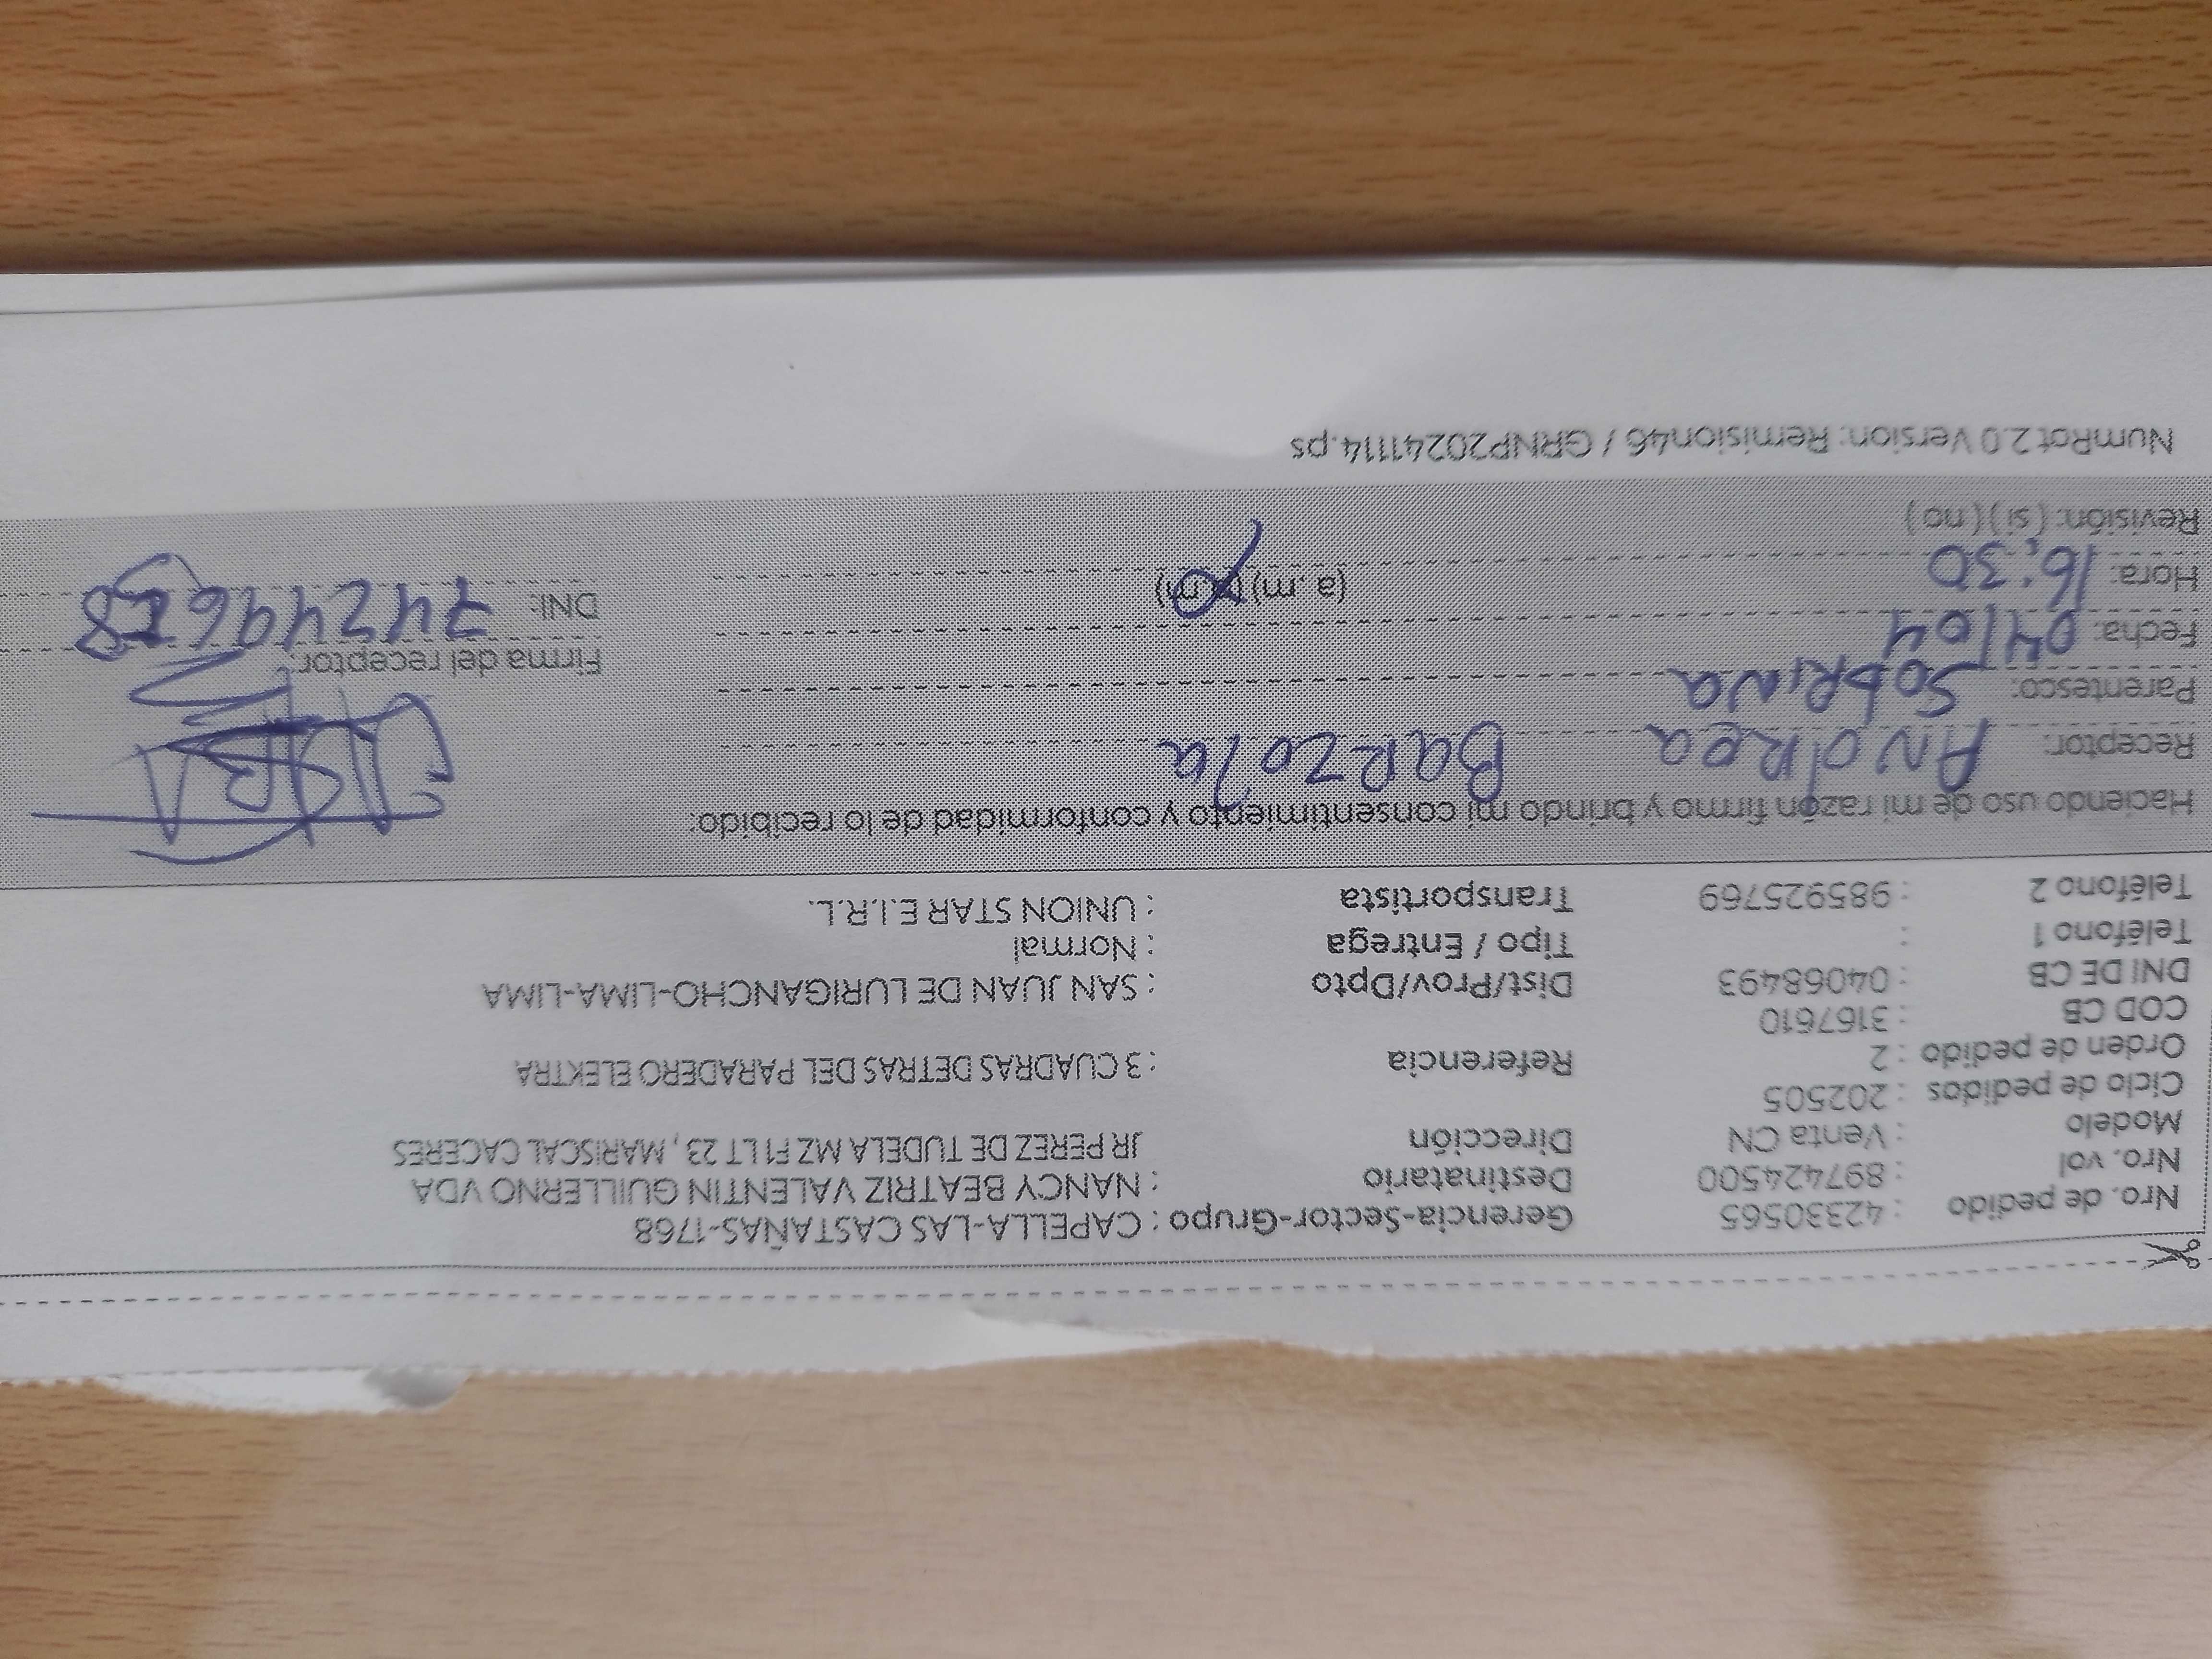 Nro. de pedido : 42330565 Gerencia-Sector-Grupo : CAPELLA-LAS CASTAÑAS-1768
Nro. vol : 897424500 Destinatario : NANCY BEATRIZ VALENTIN GUILLERNO VDA
Modelo : Venta CN Dirección JR PEREZ DE TUDELA MZ F1 LT 23, MARISCAL CACERES
Ciclo de pedidos : 202505
Orden de pedido : 2 Referencia : 3 CUADRAS DETRAS DEL PARADERO ELEKTRA
COD CB : 3167610
DNI DE CB : 04068493 Dist/Prov/Dpto : SAN JUAN DE LURIGANCHO-LIMA-LIMA
Teléfono 1 : Tipo / Entrega : Normal
Teléfono 2 : 985925769 Transportista : UNION STAR E.I.R.L.
Haciendo uso de mi razón firmo y brindo mi consentimiento y conformidad de lo recibido:
Receptor: ANdRea BaRzola
Parentesco: SobRiNa
Fecha: 04/04 Firma del receptor:
Hora: 16:30 (a .m) (p.m) DNI:
Revisión: ( si ) ( no )
NumRot 2.0 Version: Remision46 / GRNP20241114.ps